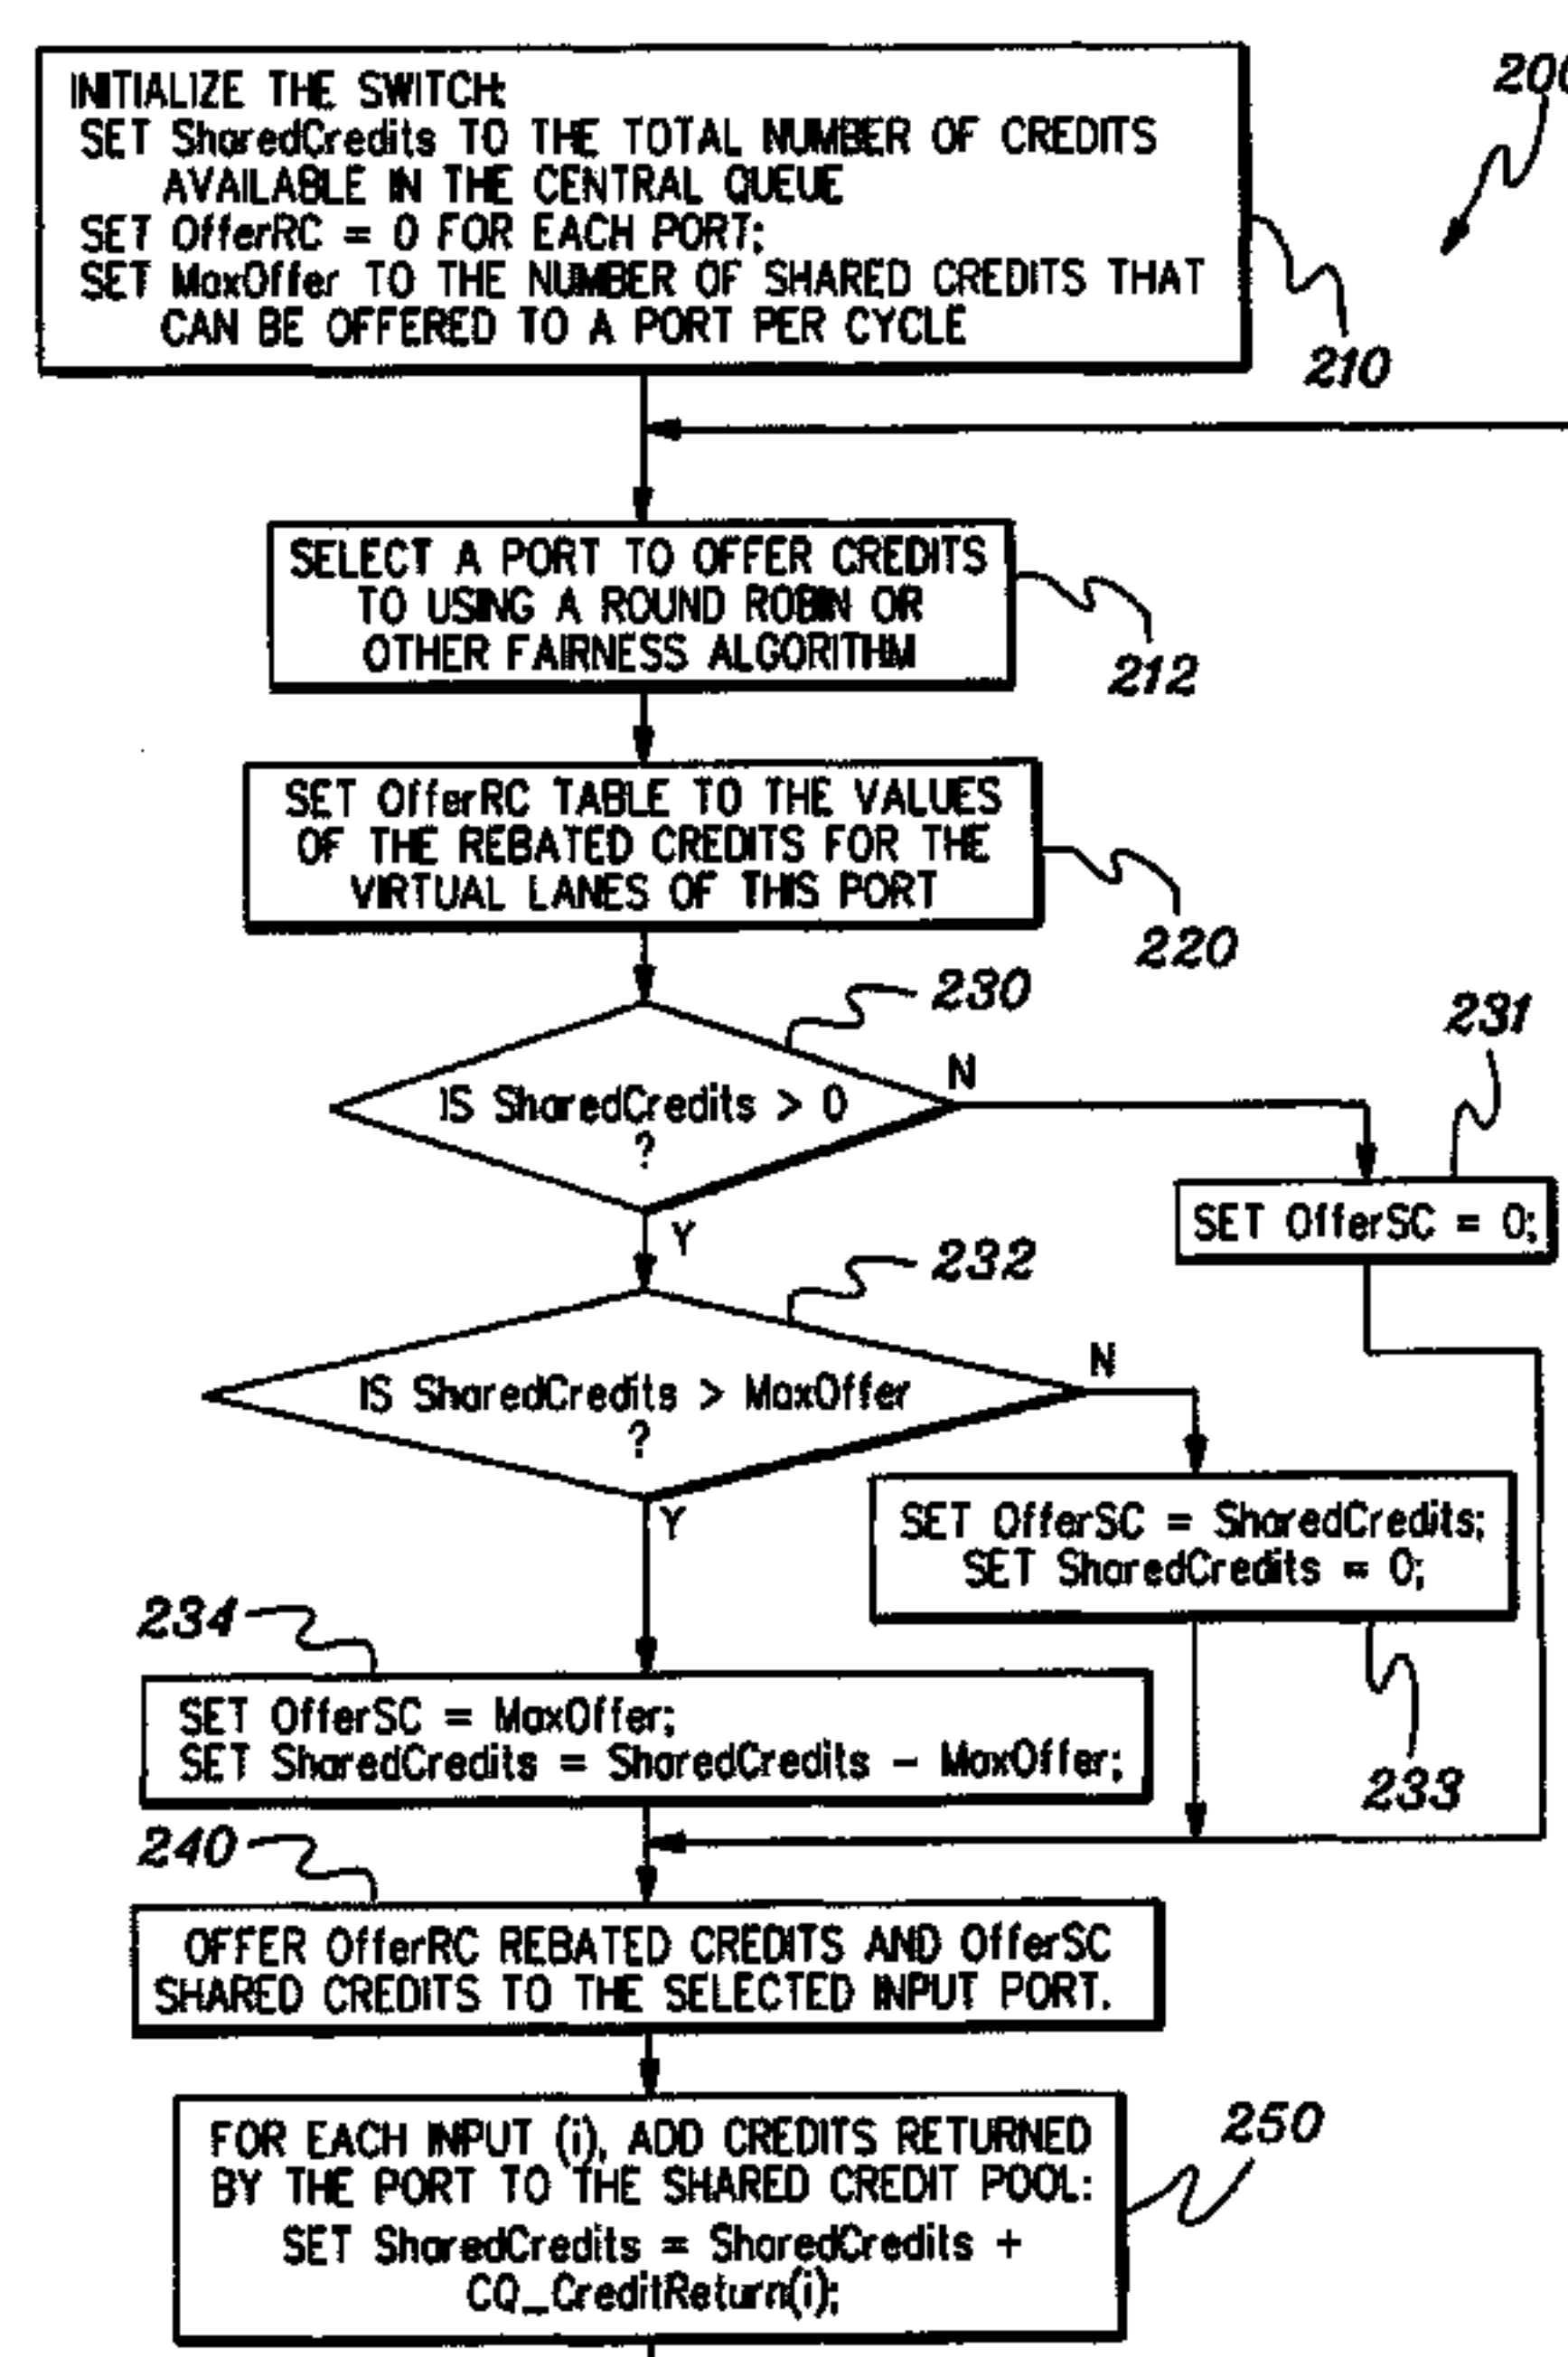 INITIALIZE THE SWITCH:
SET SharedCredits TO THE TOTAL NUMBER OF CREDITS
AVAILABLE IN THE CENTRAL QUEUE
SET OfferRC = 0 FOR EACH PORT;
SET MaxOffer TO THE NUMBER OF SHARED CREDITS THAT
CAN BE OFFERED TO A PORT PER CYCLE
200
210
SELECT A PORT TO OFFER CREDITS
TO USING A ROUND ROBIN OR
OTHER FAIRNESS ALGORITHM
212
SET OfferRC TABLE TO THE VALUES
OF THE REBATED CREDITS FOR THE
VIRTUAL LANES OF THIS PORT
220
230
IS SharedCredits > 0
?
N
Y
231
SET OfferSC = 0;
232
IS SharedCredits > MaxOffer
?
N
Y
SET OfferSC = SharedCredits;
SET SharedCredits = 0;
233
234
SET OfferSC = MaxOffer;
SET SharedCredits = SharedCredits - MaxOffer;
240
OFFER OfferRC REBATED CREDITS AND OfferSC
SHARED CREDITS TO THE SELECTED INPUT PORT.
FOR EACH INPUT (i), ADD CREDITS RETURNED
BY THE PORT TO THE SHARED CREDIT POOL:
SET SharedCredits = SharedCredits +
CQ_CreditReturn(i);
250